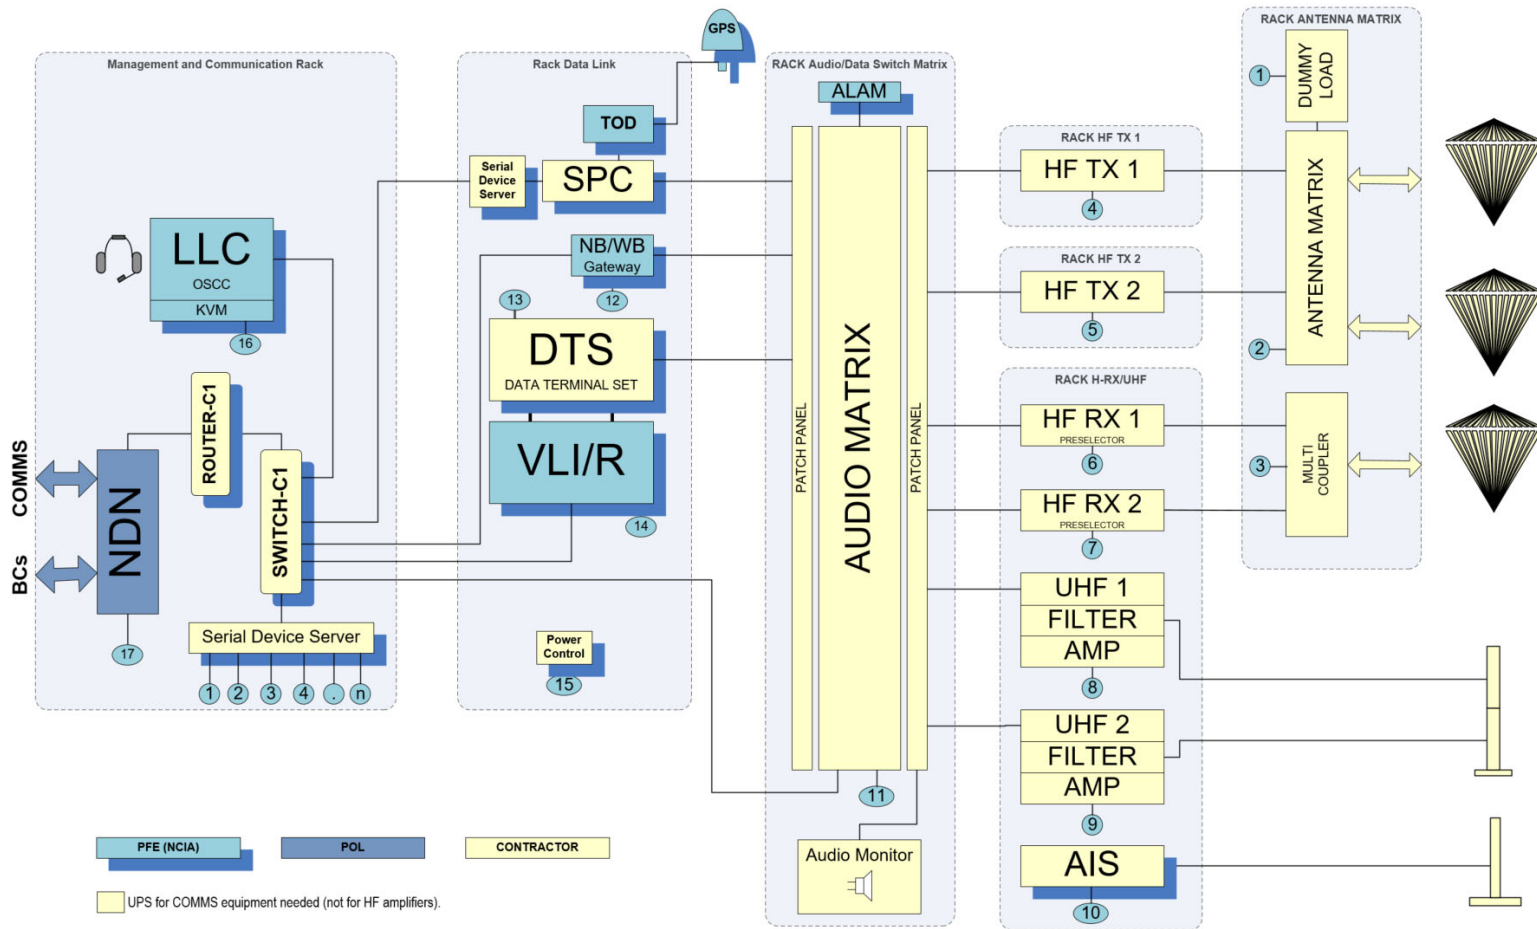 GPS
RACK ANTENNA MATRIX
Management and Communication Rack
Rack Data Link
RACK Audio/Data Switch Matrix
DUMMY
LOAD
1
ALAM
TOD
RACK HF TX 1
Serial
Device
Server
SPC
HF TX 1
4
ANTENNA MATRIX
LLC
OSCC
KVM
16
NB/WB
Gateway
12
RACK HF TX 2
HF TX 2
5
2
13
DTS
DATA TERMINAL SET
VLI/R
14
PATCH PANEL
AUDIO MATRIX
PATCH PANEL
RACK H-RX/UHF
HF RX 1
PRESELECTOR
6
MULTI
COUPLER
3
HF RX 2
PRESELECTOR
7
ROUTER-C1
SWITCH-C1
COMMS
BCs
NDN
17
Serial Device Server
1
2
3
4
.
n
Power
Control
15
UHF 1
FILTER
AMP
8
UHF 2
FILTER
AMP
9
11
Audio Monitor
AIS
10
PFE (NCIA)
POL
CONTRACTOR
UPS for COMMS equipment needed (not for HF amplifiers).